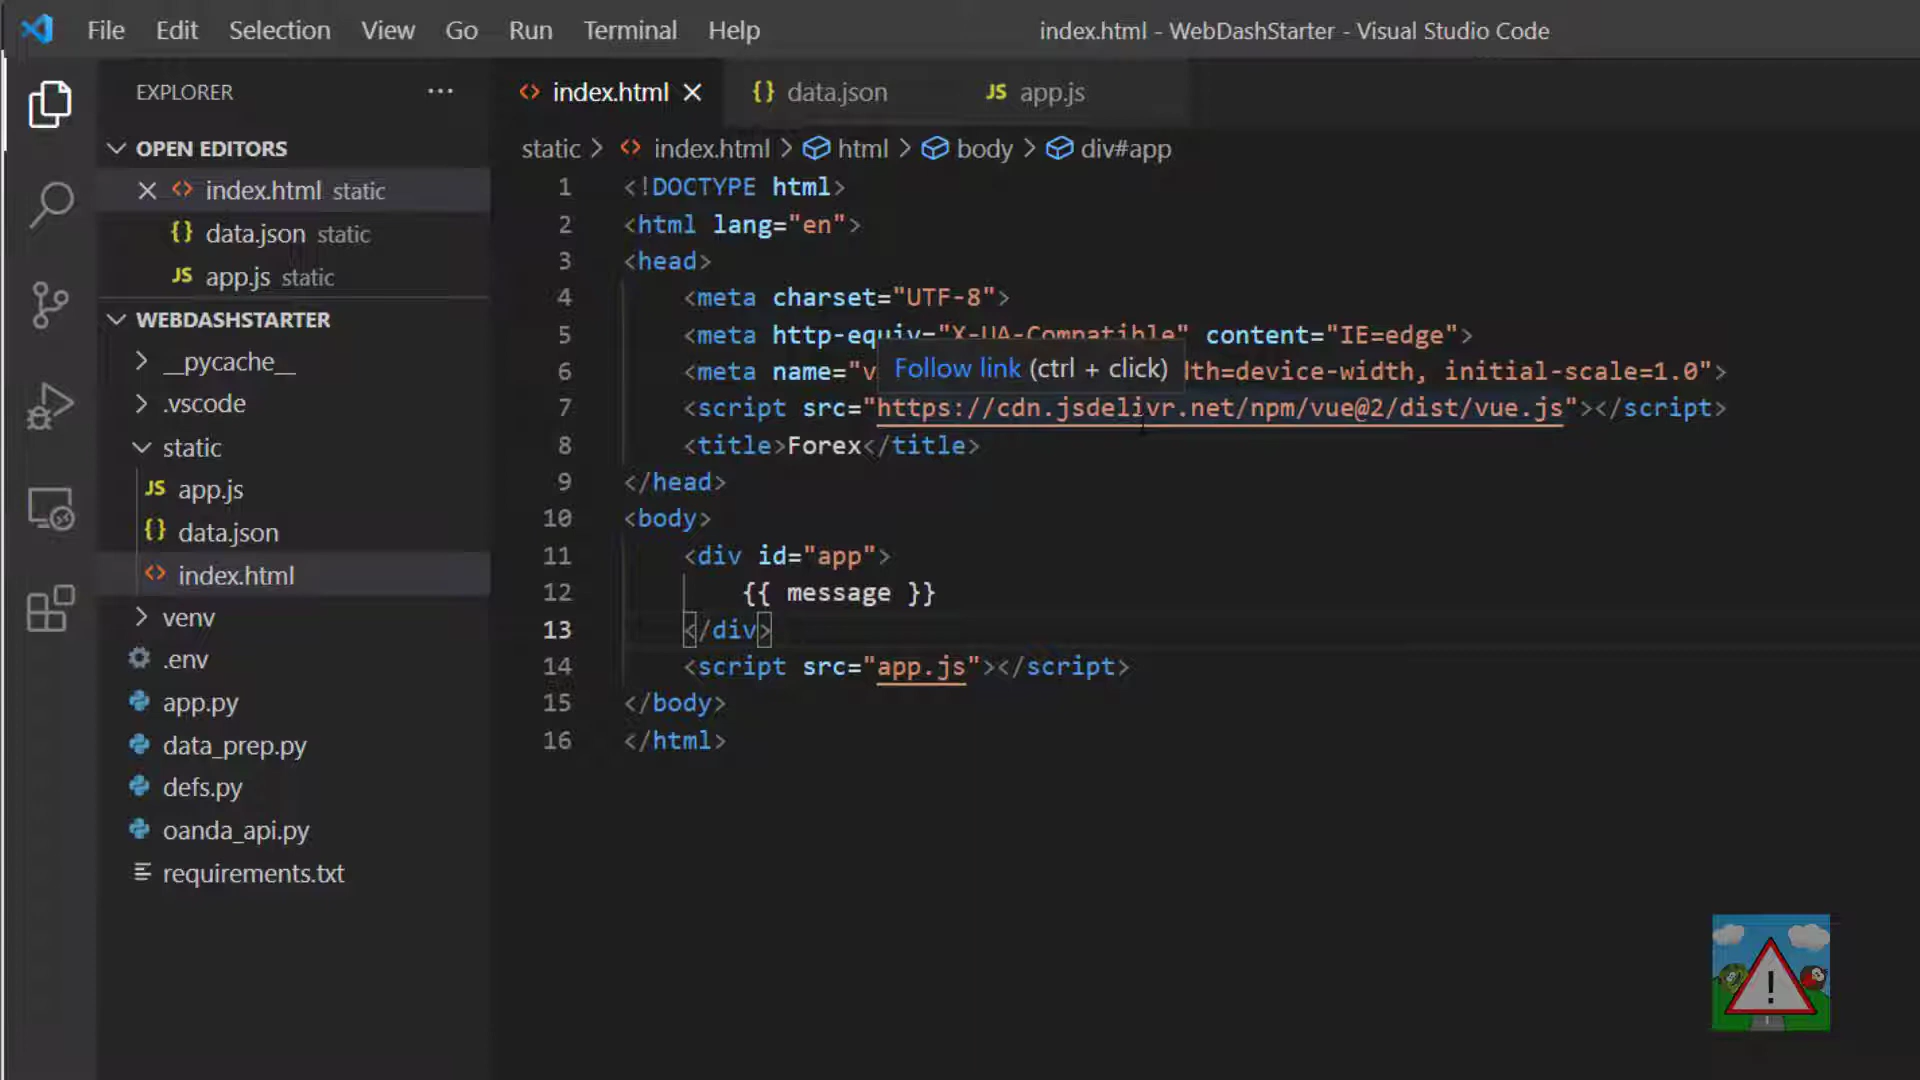 File Edit Selection View Go Run Terminal Help
index.html - WebDashStarter - Visual Studio Code
EXPLORER ···
OPEN EDITORS
index.html static
{} data.json static
JS app.js static
WEBDASHSTARTER
__pycache__
.vscode
static
JS app.js
{} data.json
<> index.html
venv
.env
app.py
data_prep.py
defs.py
oanda_api.py
requirements.txt
<> index.html {} data.json JS app.js
static > <> index.html > html > body > div#app
1 <!DOCTYPE html>
2 <html lang="en">
3 <head>
4 <meta charset="UTF-8">
5 <meta http-equiv="X-UA-Compatible" content="IE=edge">
Follow link (ctrl + click)
6 <meta name="v lth=device-width, initial-scale=1.0">
7 <script src="https://cdn.jsdelivr.net/npm/vue@2/dist/vue.js"></script>
8 <title>Forex</title>
9 </head>
10 <body>
11 <div id="app">
12 {{ message }}
13 </div>
14 <script src="app.js"></script>
15 </body>
16 </html>